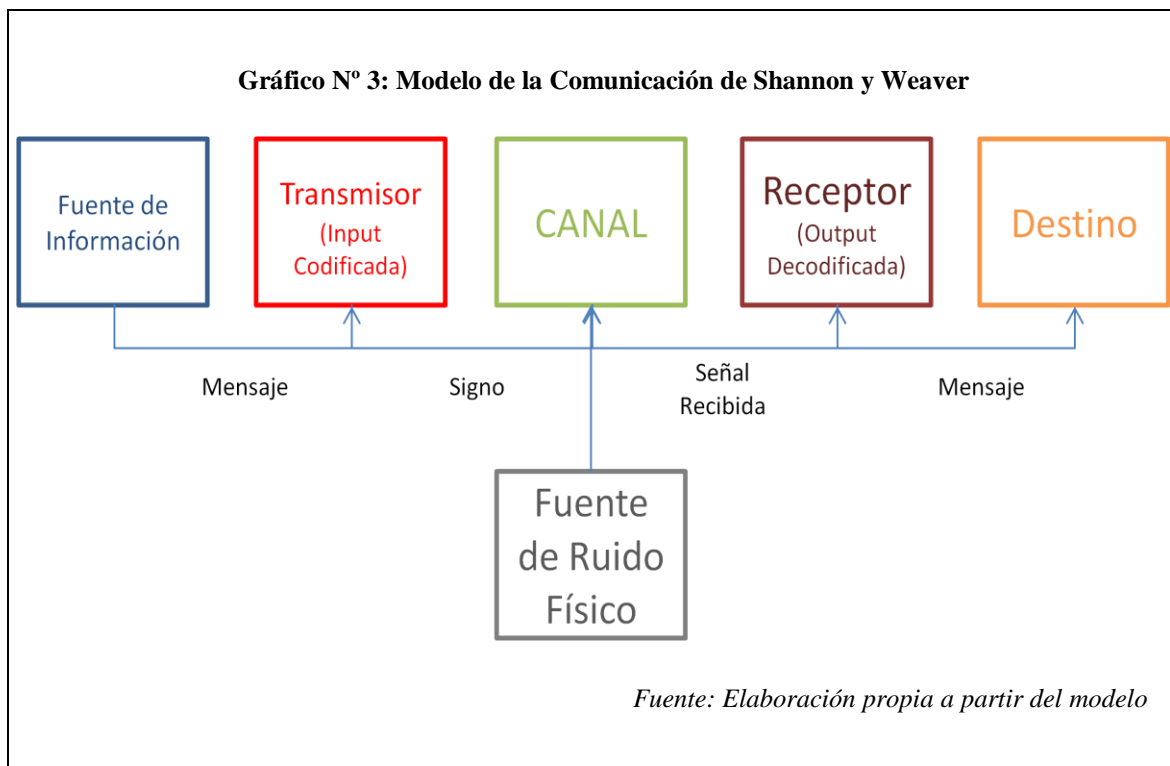 Gráfico Nº 3: Modelo de la Comunicación de Shannon y Weaver
Fuente de
Información
Transmisor
(Input
Codificada)
CANAL
Receptor
(Output
Decodificada)
Destino
Mensaje
Signo
Señal
Recibida
Mensaje
Fuente
de Ruido
Físico
Fuente: Elaboración propia a partir del modelo